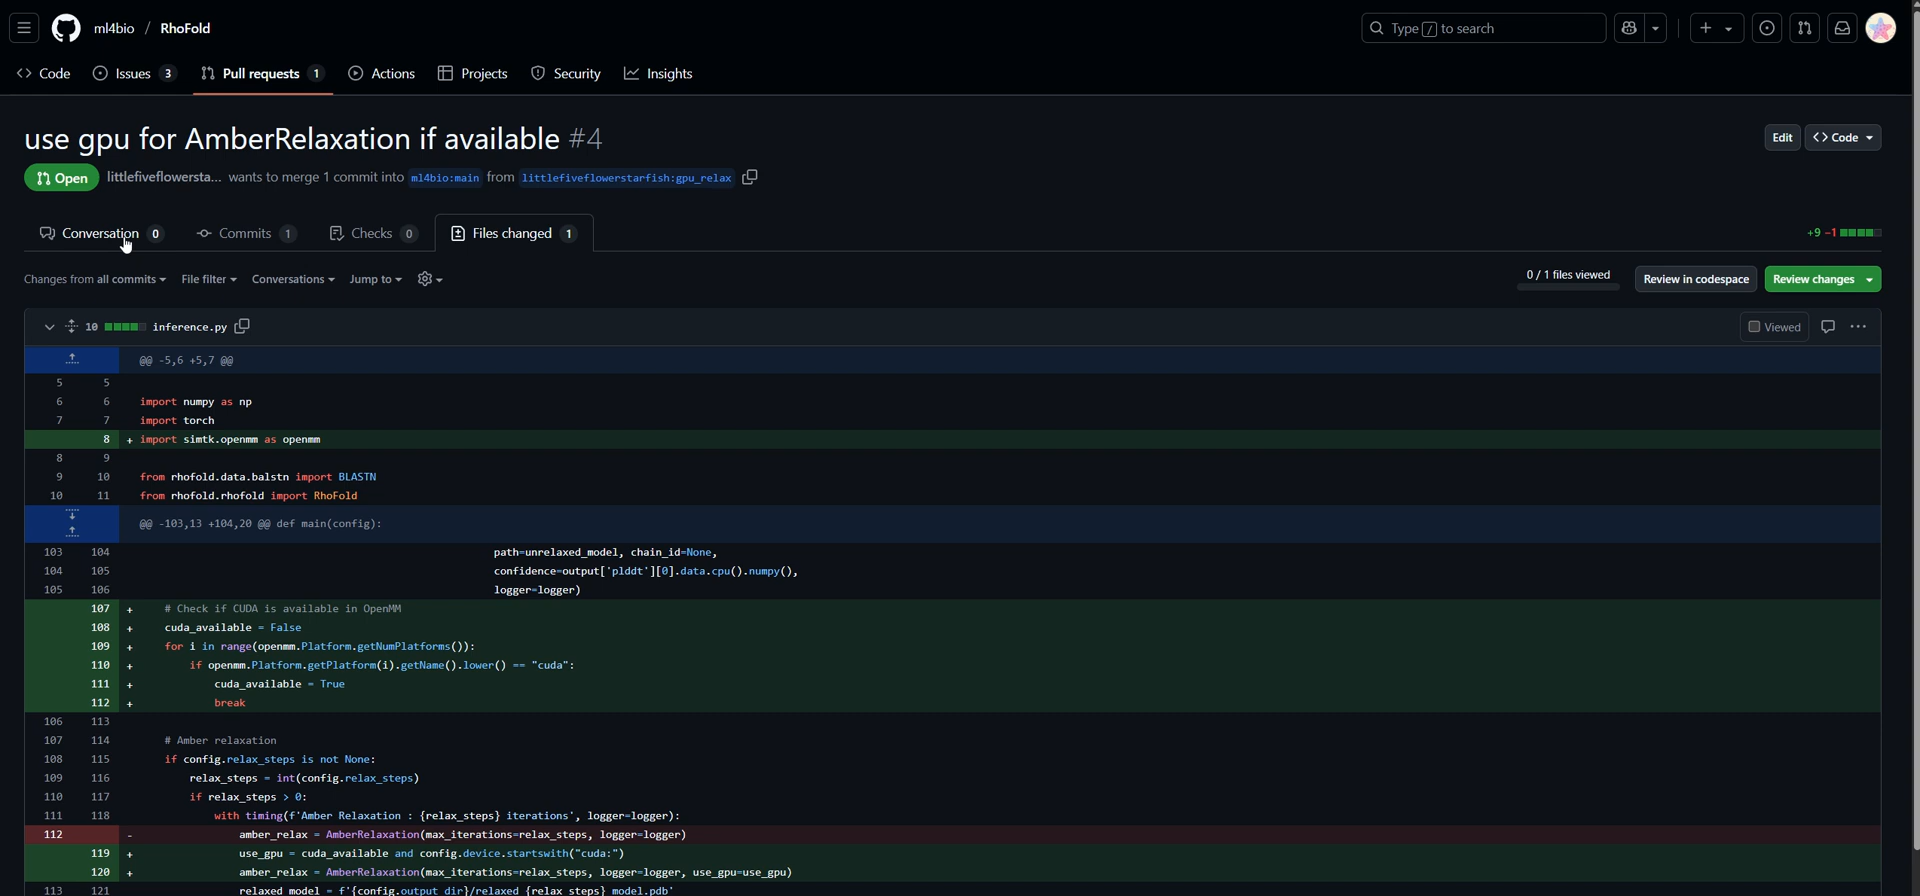 ml4bio / RhoFold
Type / to search
Code
Issues 3
Pull requests 1
Actions
Projects
Security
Insights
use gpu for AmberRelaxation if available #4
Edit
<> Code
Open
littlefiveflowersta... wants to merge 1 commit into ml4bio:main from littlefiveflowerstarfish:gpu_relax
Conversation 0
Commits 1
Checks 0
Files changed 1
+9 −1
Changes from all commits
File filter
Conversations
Jump to
0 / 1 files viewed
Review in codespace
Review changes
10 inference.py
Viewed
@@ -5,6 +5,7 @@
5 5
6 6 import numpy as np
7 7 import torch
8 + import simtk.openmm as openmm
8 9
9 10 from rhofold.data.balstn import BLASTN
10 11 from rhofold.rhofold import RhoFold
@@ -103,13 +104,20 @@ def main(config):
103 104 path=unrelaxed_model, chain_id=None,
104 105 confidence=output['plddt'][0].data.cpu().numpy(),
105 106 logger=logger)
107 + # Check if CUDA is available in OpenMM
108 + cuda_available = False
109 + for i in range(openmm.Platform.getNumPlatforms()):
110 + if openmm.Platform.getPlatform(i).getName().lower() == "cuda":
111 + cuda_available = True
112 + break
106 113
107 114 # Amber relaxation
108 115 if config.relax_steps is not None:
109 116 relax_steps = int(config.relax_steps)
110 117 if relax_steps > 0:
111 118 with timing(f'Amber Relaxation : {relax_steps} iterations', logger=logger):
112 - amber_relax = AmberRelaxation(max_iterations=relax_steps, logger=logger)
119 + use_gpu = cuda_available and config.device.startswith("cuda:")
120 + amber_relax = AmberRelaxation(max_iterations=relax_steps, logger=logger, use_gpu=use_gpu)
113 121 relaxed_model = f'{config.output_dir}/relaxed_{relax_steps}_model.pdb'